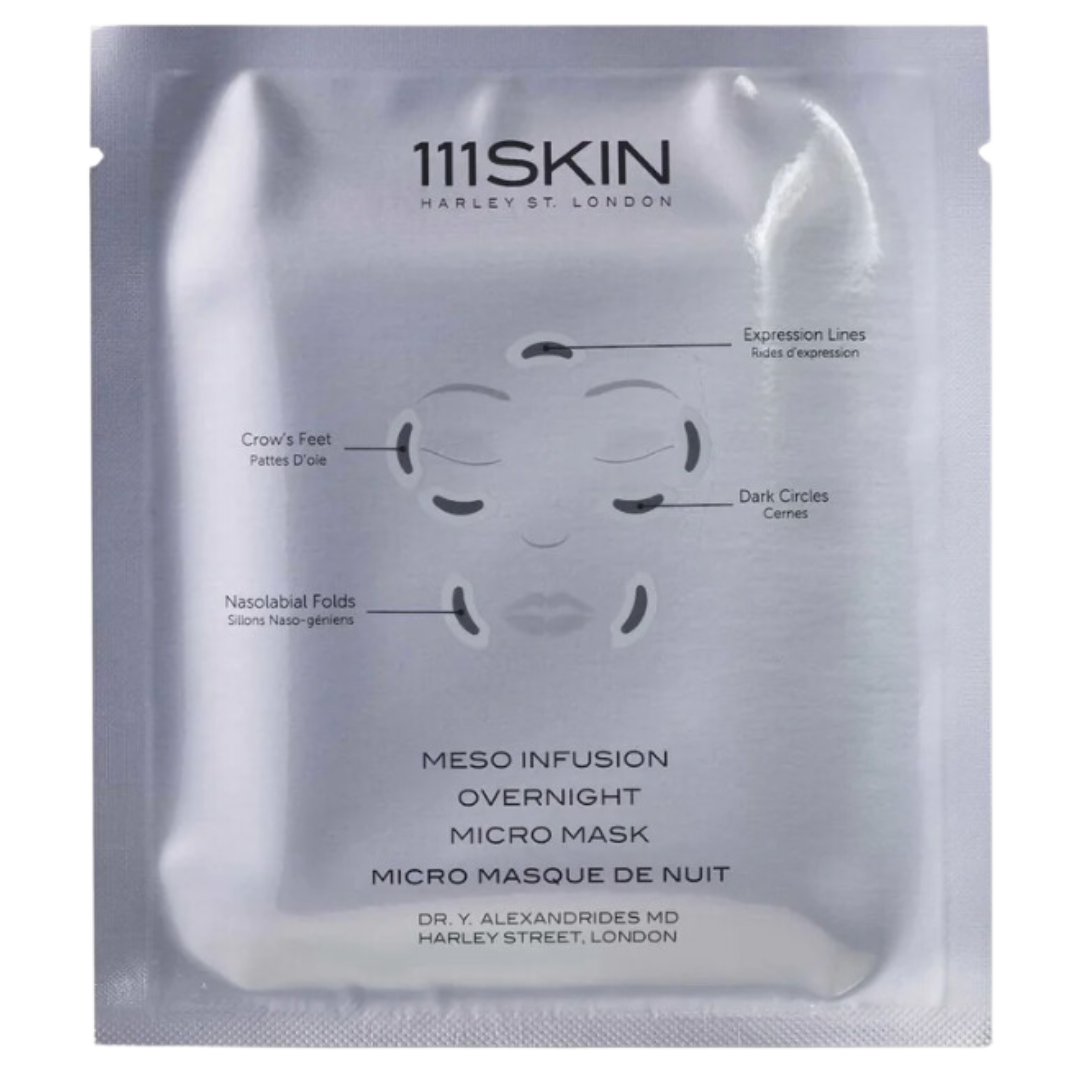 111SKIN
HARLEY ST. LONDON
Expression Lines
Rides d'expression
Crow's Feet
Pattes D'oie
Dark Circles
Cernes
Nasolabial Folds
Sillons Naso-géniens
MESO INFUSION
OVERNIGHT
MICRO MASK
MICRO MASQUE DE NUIT
DR. Y. ALEXANDRIDES MD
HARLEY STREET, LONDON